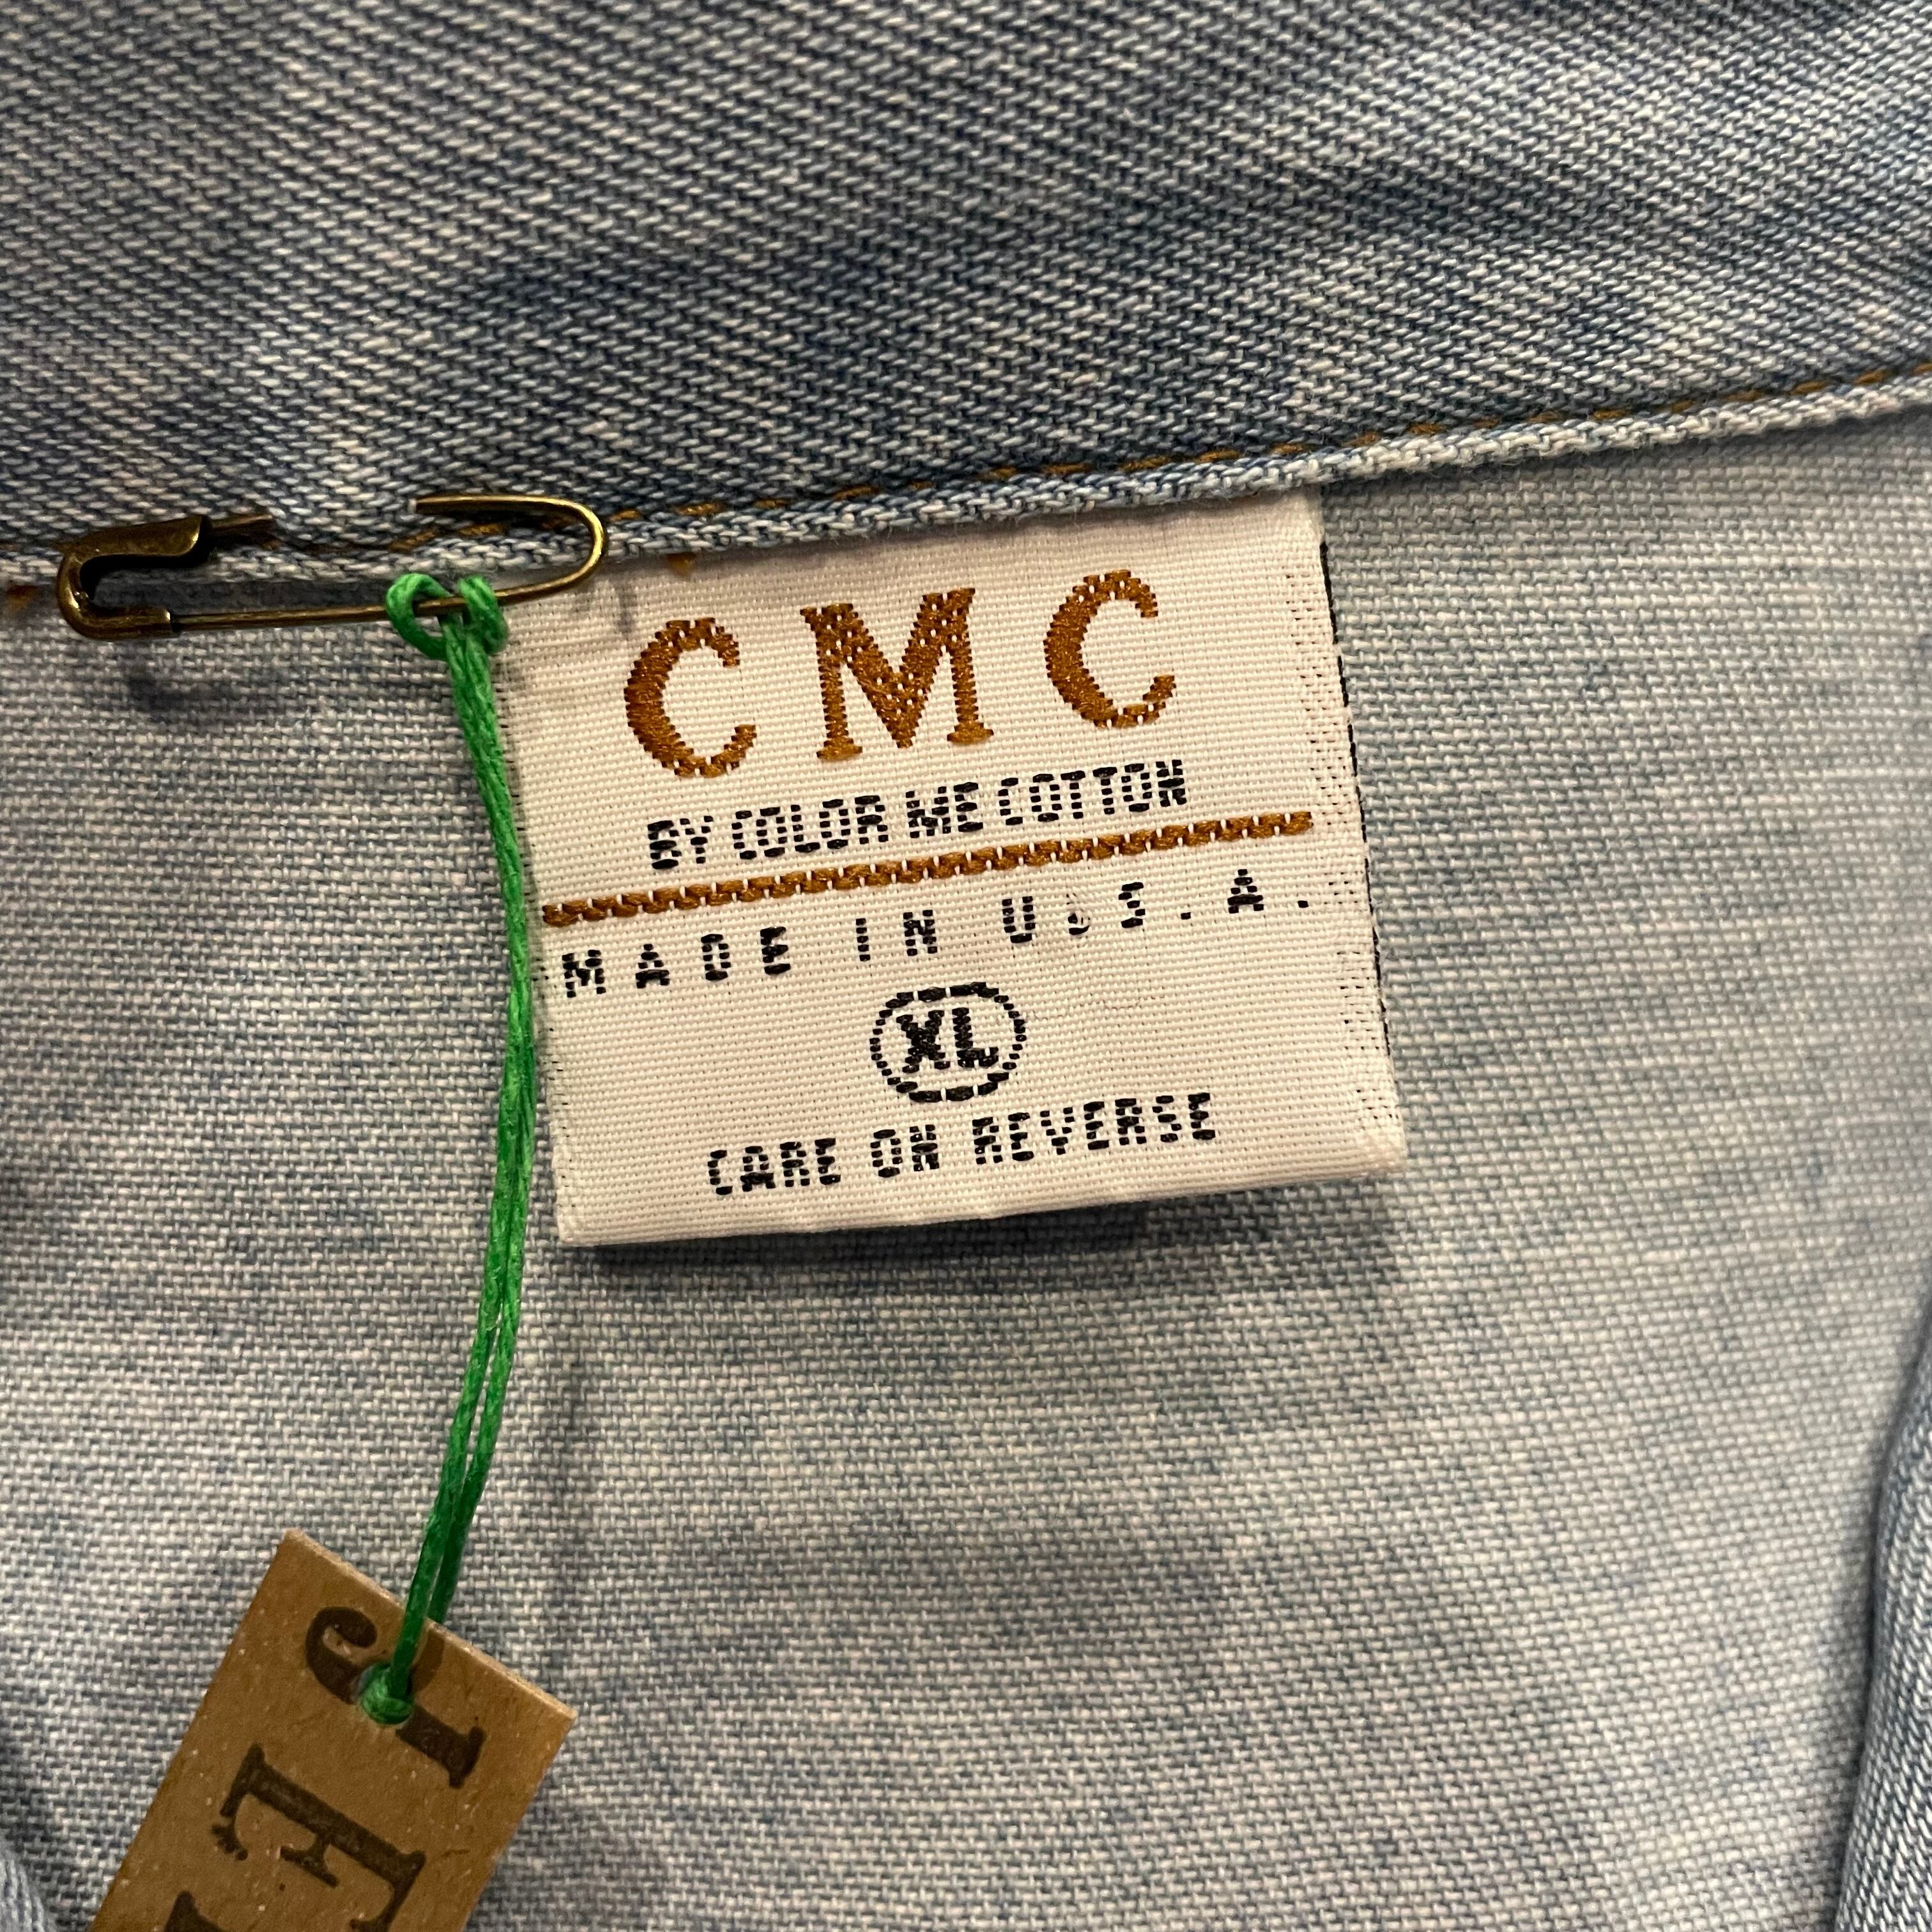 CMC
BY COLOR ME COTTON
MADE IN U.S.A.
XL
CARE ON REVERSE